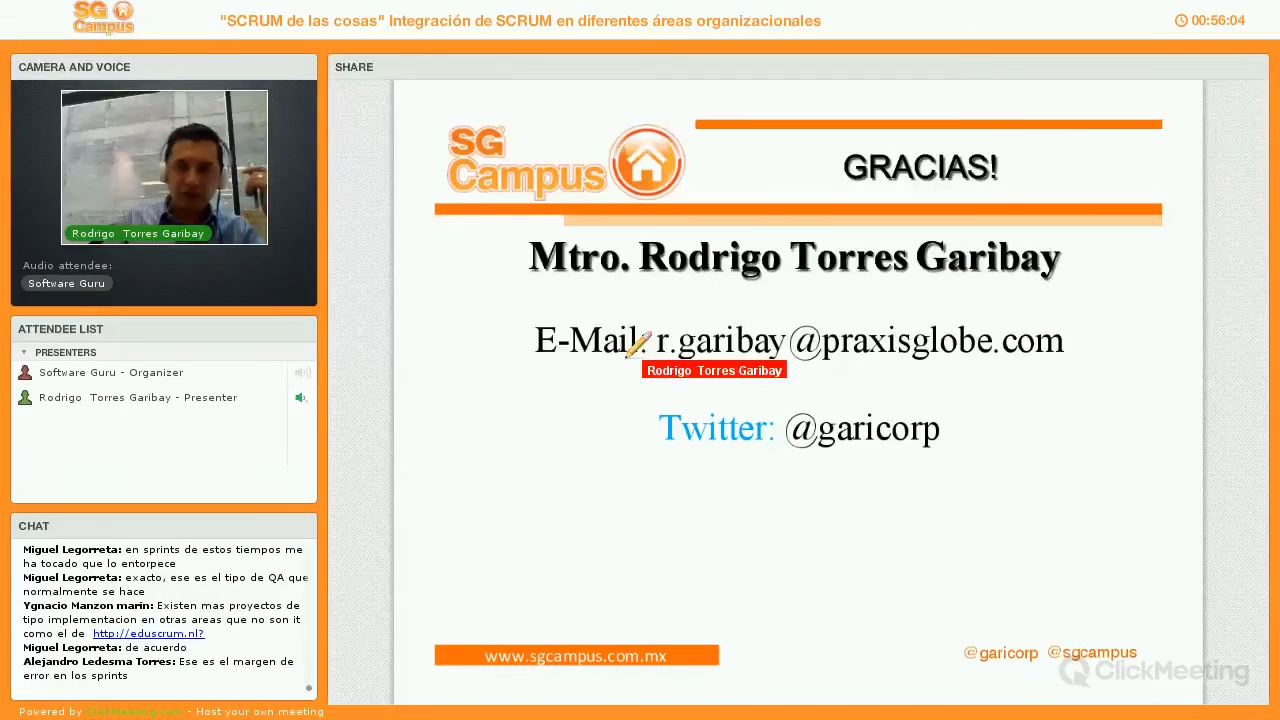 SG
Campus
"SCRUM de las cosas" Integración de SCRUM en diferentes áreas organizacionales
00:56:04
CAMERA AND VOICE
Rodrigo Torres Garibay
Audio attendee:
Software Guru
ATTENDEE LIST
PRESENTERS
Software Guru - Organizer
Rodrigo Torres Garibay - Presenter
CHAT
Miguel Legorreta: en sprints de estos tiempos me
ha tocado que lo entorpece
Miguel Legorreta: exacto, ese es el tipo de QA que
normalmente se hace
Ygnacio Manzon marin: Existen mas proyectos de
tipo implementacion en otras areas que no son it
como el de http://eduscrum.nl?
Miguel Legorreta: de acuerdo
Alejandro Ledesma Torres: Ese es el margen de
error en los sprints
Powered by ClickMeeting.com - Host your own meeting
SHARE
SG
Campus
GRACIAS!
Mtro. Rodrigo Torres Garibay
E-Mail: r.garibay@praxisglobe.com
Rodrigo Torres Garibay
Twitter: @garicorp
www.sgcampus.com.mx
@garicorp @sgcampus
ClickMeeting